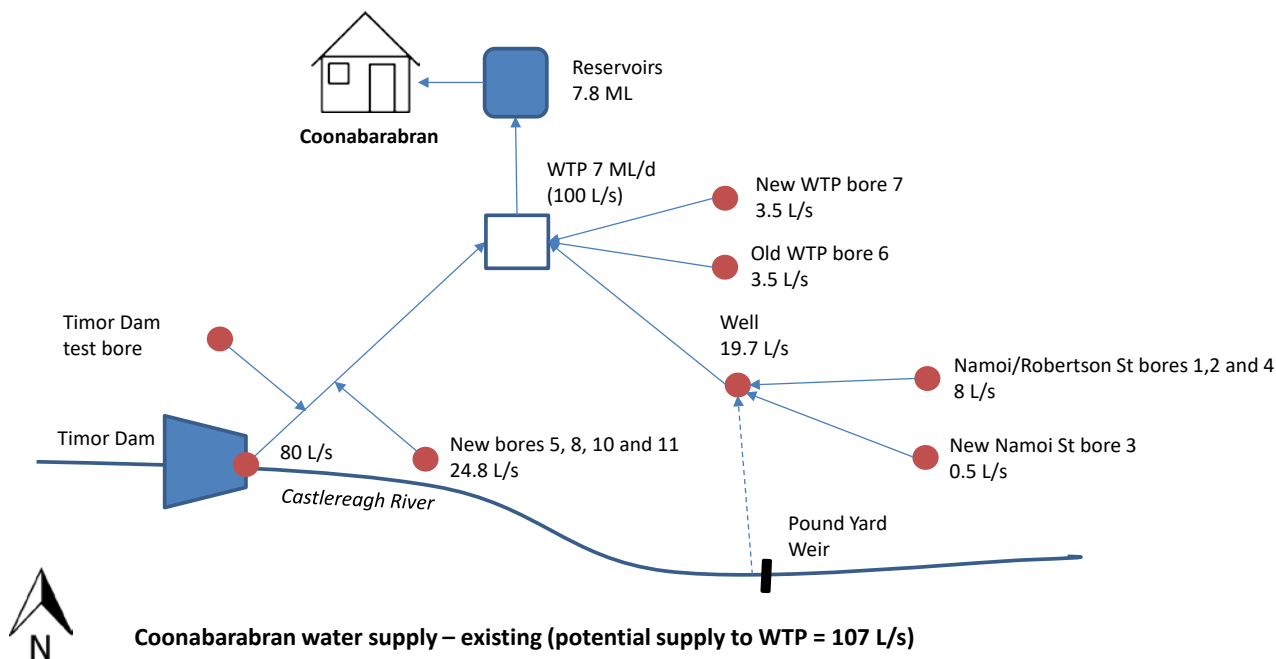 Reservoirs
7.8 ML
Coonabarabran
WTP 7 ML/d
(100 L/s)
New WTP bore 7
3.5 L/s
Old WTP bore 6
3.5 L/s
Timor Dam
test bore
Well
19.7 L/s
Namoi/Robertson St bores 1,2 and 4
8 L/s
Timor Dam
80 L/s
New bores 5, 8, 10 and 11
24.8 L/s
New Namoi St bore 3
0.5 L/s
Castlereagh River
Pound Yard
Weir
N
Coonabarabran water supply – existing (potential supply to WTP = 107 L/s)